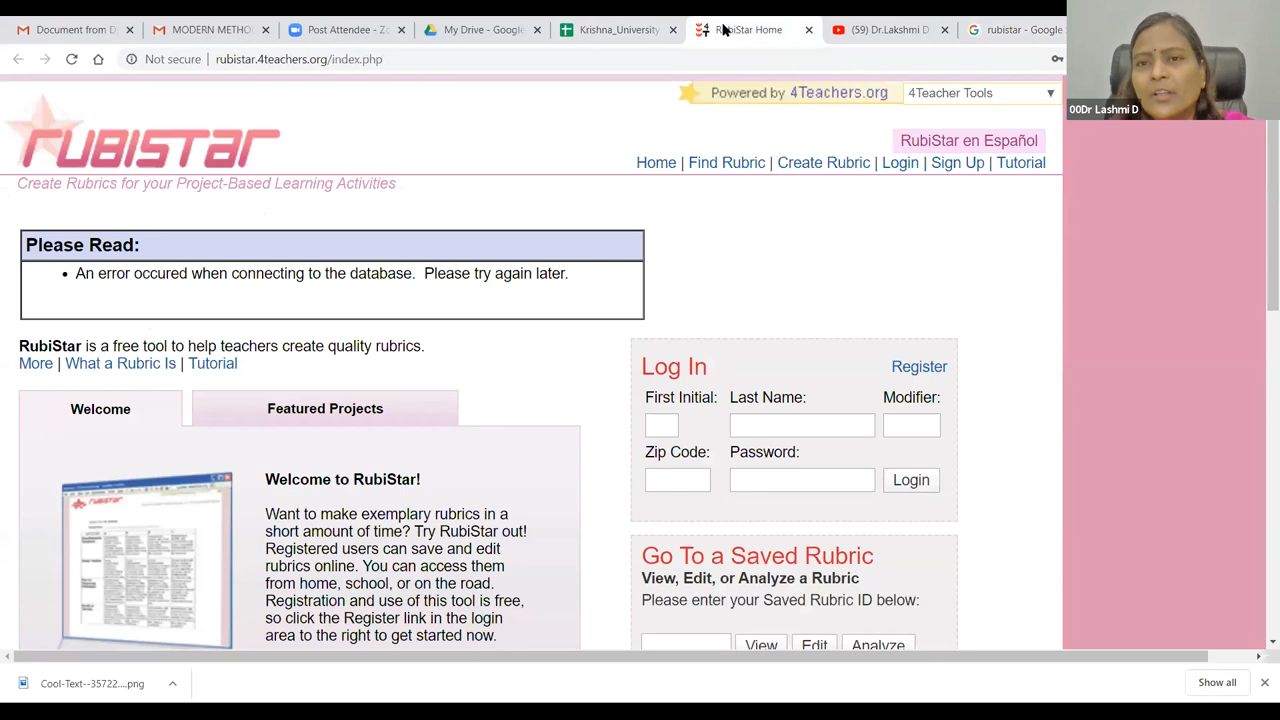 Document from D
MODERN METHO
Post Attendee - Zo
My Drive - Google
Krishna_University
RubiStar Home
(59) Dr.Lakshmi D
rubistar - Google
Not secure
rubistar.4teachers.org/index.php
00Dr Lashmi D
Powered by 4Teachers.org
4Teacher Tools
rubistar
RubiStar en Español
Home | Find Rubric | Create Rubric | Login | Sign Up | Tutorial
Create Rubrics for your Project-Based Learning Activities
Please Read:
• An error occured when connecting to the database. Please try again later.
RubiStar is a free tool to help teachers create quality rubrics.
More | What a Rubric Is | Tutorial
Welcome
Featured Projects
Welcome to RubiStar!
Want to make exemplary rubrics in a
short amount of time? Try RubiStar out!
Registered users can save and edit
rubrics online. You can access them
from home, school, or on the road.
Registration and use of this tool is free,
so click the Register link in the login
area to the right to get started now.
Log In
Register
First Initial:
Last Name:
Modifier:
Zip Code:
Password:
Login
Go To a Saved Rubric
View, Edit, or Analyze a Rubric
Please enter your Saved Rubric ID below:
View
Edit
Analyze
Cool-Text--35722....png
Show all